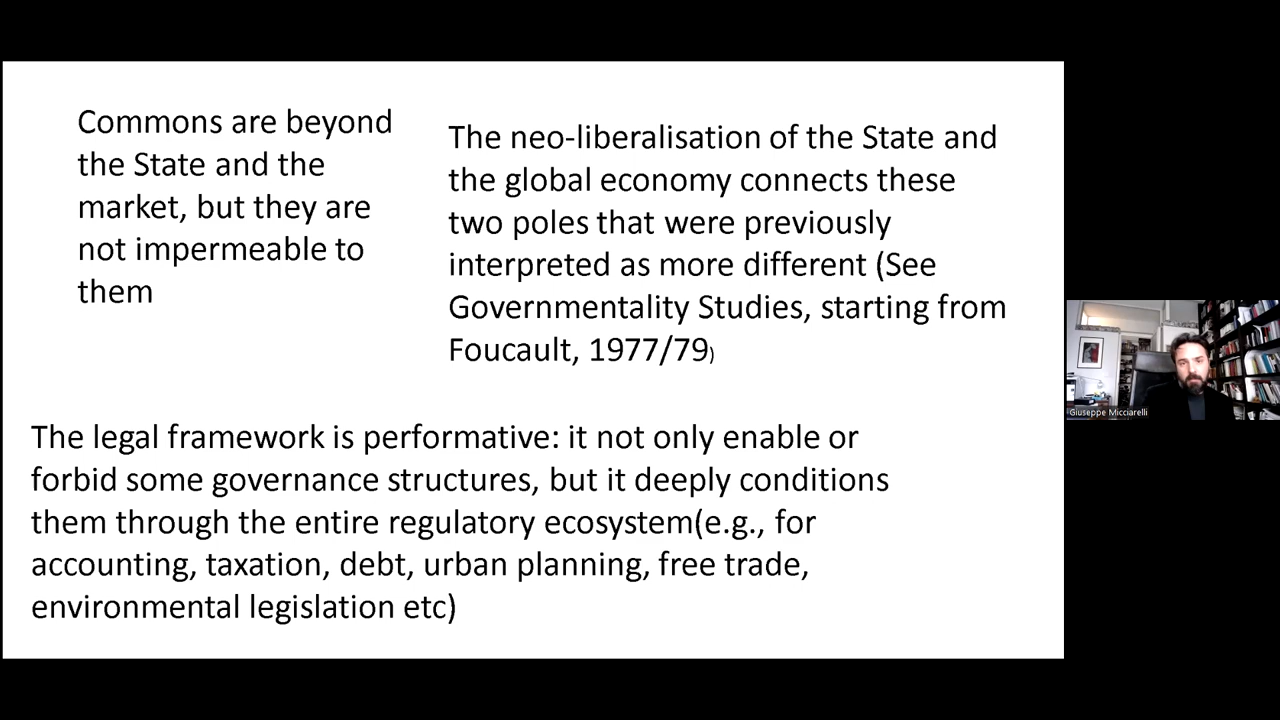 Commons are beyond
the State and the
market, but they are
not impermeable to
them
The neo-liberalisation of the State and
the global economy connects these
two poles that were previously
interpreted as more different (See
Governmentality Studies, starting from
Foucault, 1977/79)
The legal framework is performative: it not only enable or
forbid some governance structures, but it deeply conditions
them through the entire regulatory ecosystem(e.g., for
accounting, taxation, debt, urban planning, free trade,
environmental legislation etc)
Giuseppe Micciarelli